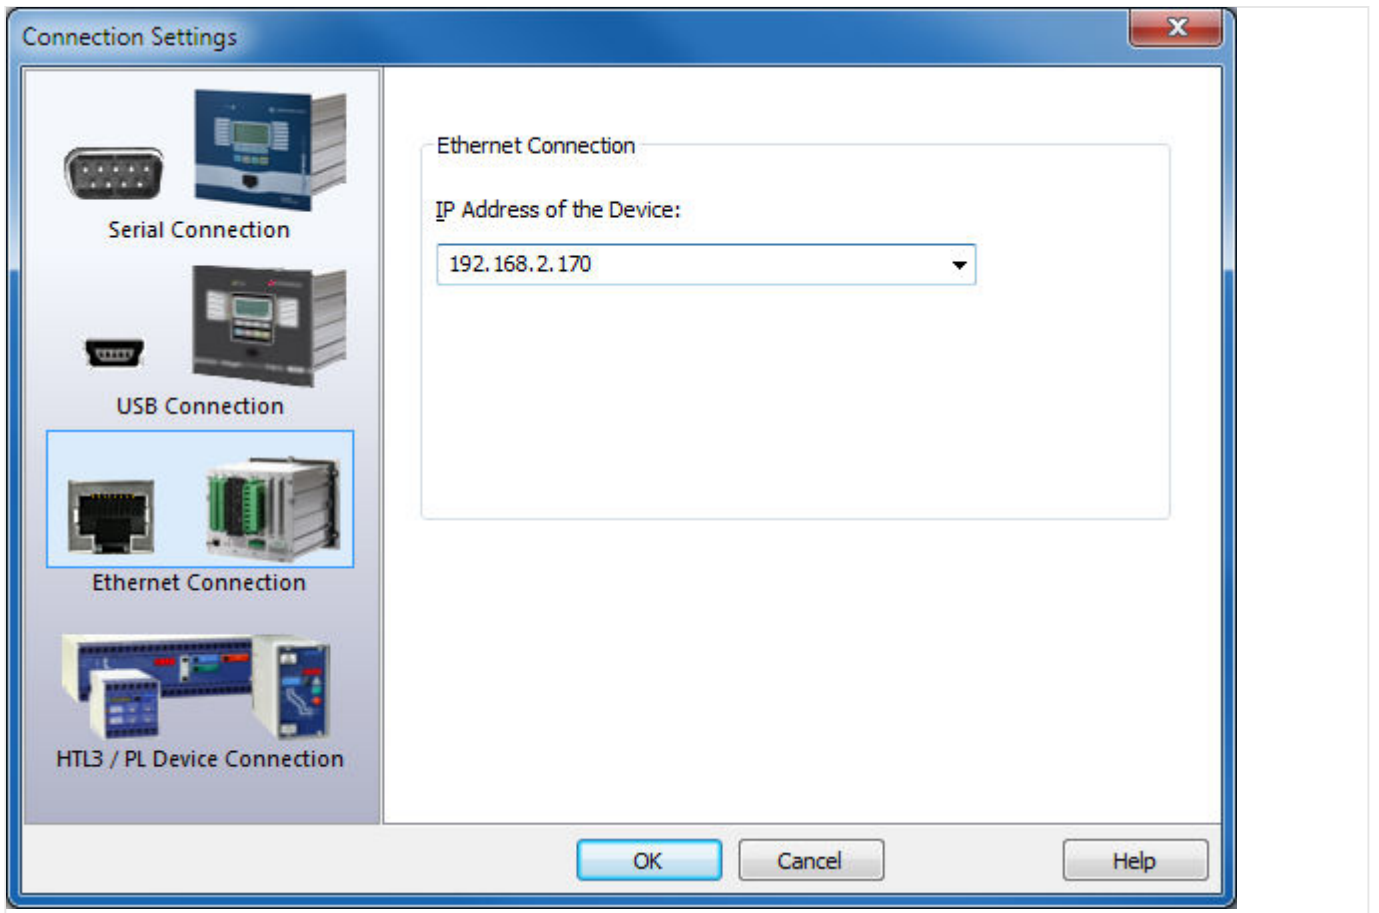 Connection Settings
Serial Connection
USB Connection
Ethernet Connection
HTL3 / PL Device Connection
Ethernet Connection
IP Address of the Device:
192.168.2.170
OK
Cancel
Help